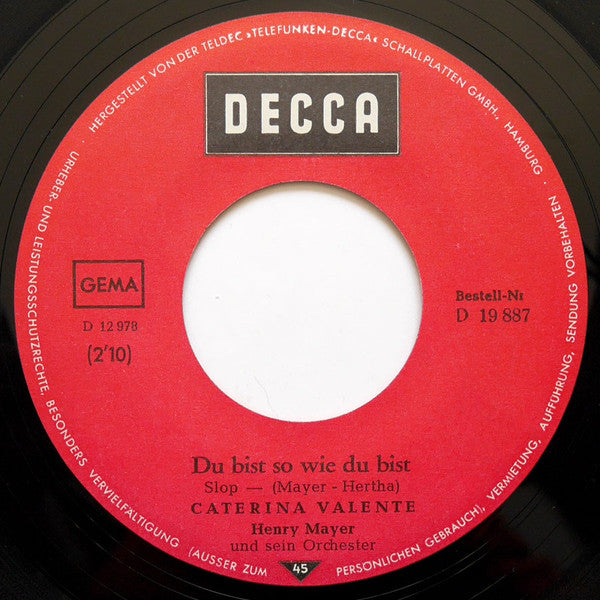 · HERGESTELLT VON DER TELDEC »TELEFUNKEN-DECCA« SCHALLPLATTEN GMBH., HAMBURG ·
URHEBER- UND LEISTUNGSSCHUTZRECHTE, BESONDERS VERVIELFÄLTIGUNG (AUSSER ZUM PERSÖNLICHEN GEBRAUCH), VERMIETUNG, AUFFÜHRUNG, SENDUNG VORBEHALTEN
DECCA
GEMA
D 12 978
(2'10)
Bestell-Nr
D 19 887
Du bist so wie du bist
Slop — (Mayer - Hertha)
CATERINA VALENTE
Henry Mayer
und sein Orchester
45